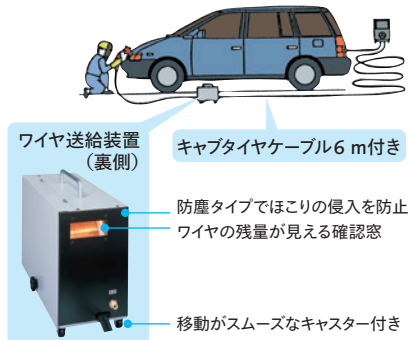 ワイヤ送給装置
（裏側）
キャブタイヤケーブル6 m付き
防塵タイプでほこりの侵入を防止
ワイヤの残量が見える確認窓
移動がスムーズなキャスター付き